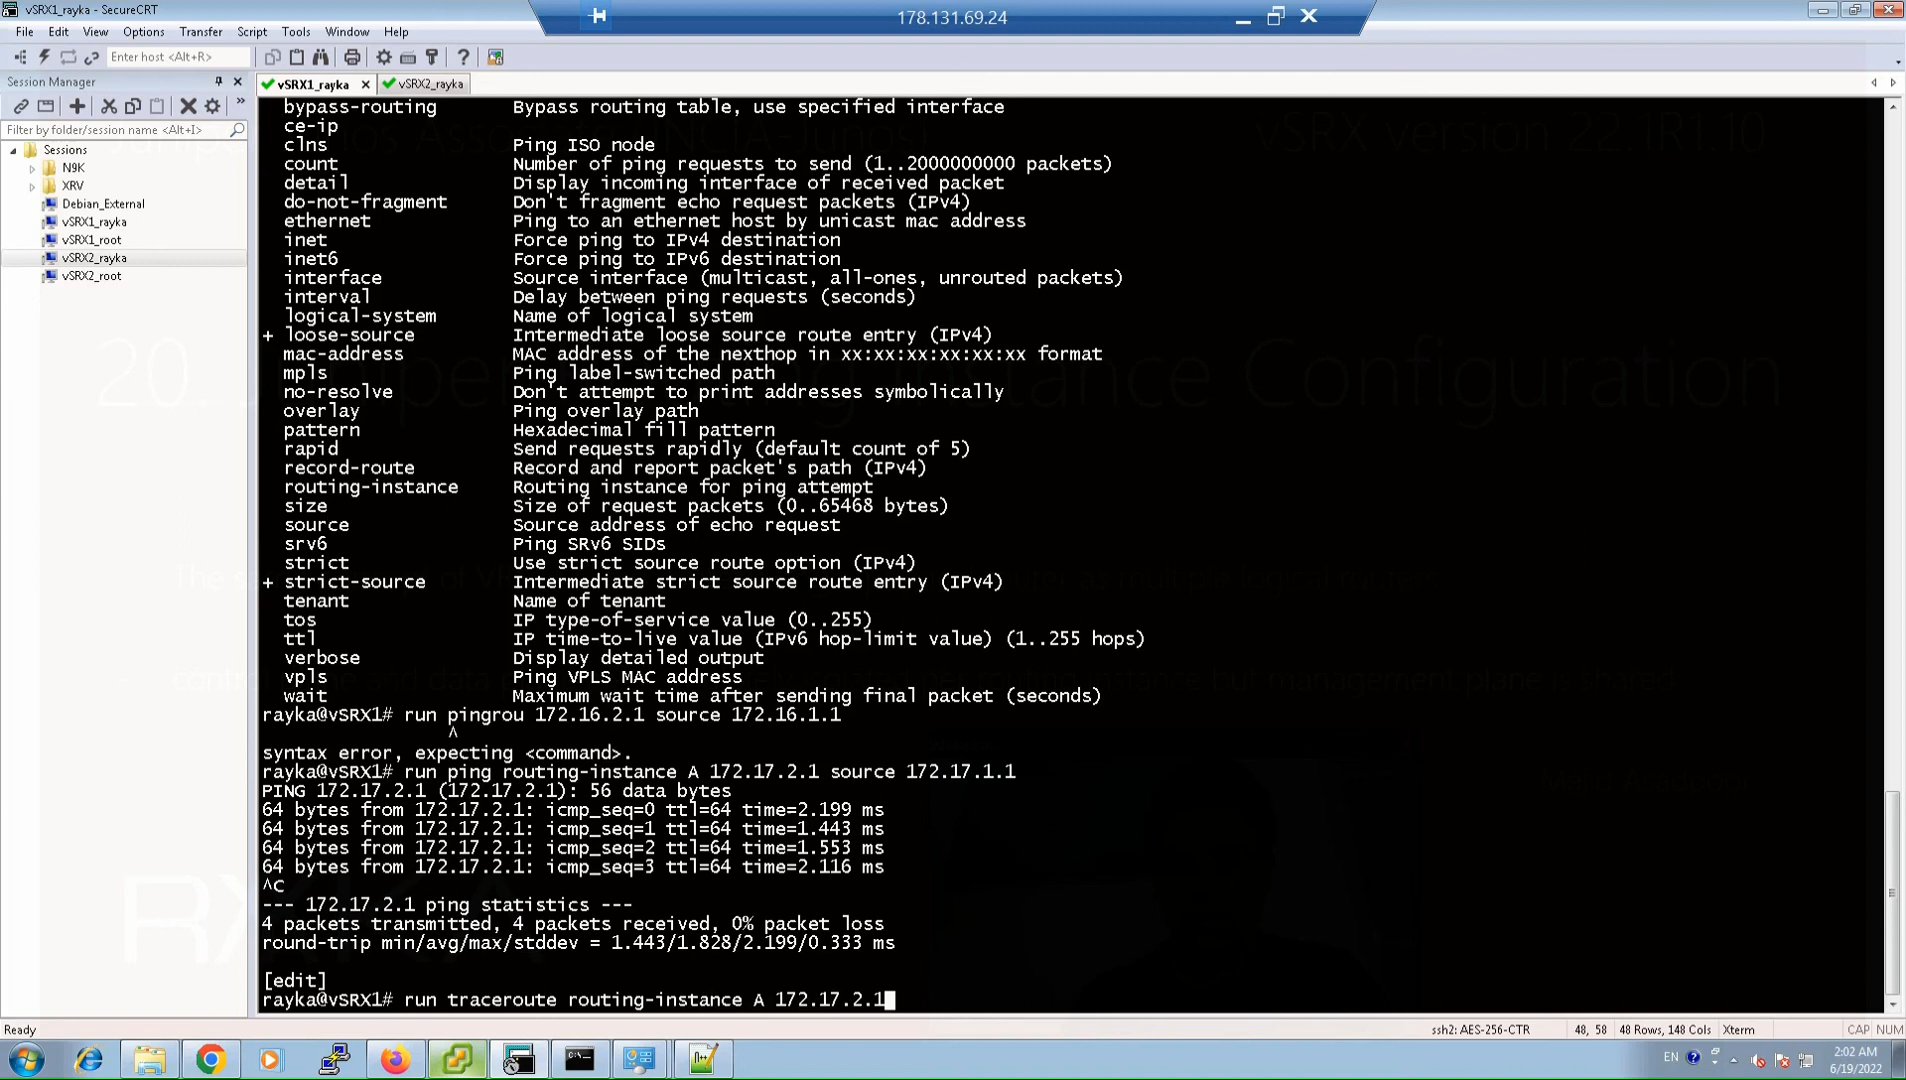 vSRX1_rayka - SecureCRT
178.131.69.24
File Edit View Options Transfer Script Tools Window Help
Enter host <Alt+R>
Session Manager
vSRX1_rayka
vSRX2_rayka
Filter by folder/session name <Alt+I>
Sessions
N9K
XRV
Debian_External
vSRX1_rayka
vSRX1_root
vSRX2_rayka
vSRX2_root
bypass-routing Bypass routing table, use specified interface
ce-ip
clns Ping ISO node
count Number of ping requests to send (1..2000000000 packets)
detail Display incoming interface of received packet
do-not-fragment Don't fragment echo request packets (IPv4)
ethernet Ping to an ethernet host by unicast mac address
inet Force ping to IPv4 destination
inet6 Force ping to IPv6 destination
interface Source interface (multicast, all-ones, unrouted packets)
interval Delay between ping requests (seconds)
logical-system Name of logical system
+ loose-source Intermediate loose source route entry (IPv4)
mac-address MAC address of the nexthop in xx:xx:xx:xx:xx:xx format
mpls Ping label-switched path
no-resolve Don't attempt to print addresses symbolically
overlay Ping overlay path
pattern Hexadecimal fill pattern
rapid Send requests rapidly (default count of 5)
record-route Record and report packet's path (IPv4)
routing-instance Routing instance for ping attempt
size Size of request packets (0..65468 bytes)
source Source address of echo request
srv6 Ping SRv6 SIDs
strict Use strict source route option (IPv4)
+ strict-source Intermediate strict source route entry (IPv4)
tenant Name of tenant
tos IP type-of-service value (0..255)
ttl IP time-to-live value (IPv6 hop-limit value) (1..255 hops)
verbose Display detailed output
vpls Ping VPLS MAC address
wait Maximum wait time after sending final packet (seconds)
rayka@vSRX1# run pingrou 172.16.2.1 source 172.16.1.1
^
syntax error, expecting <command>.
rayka@vSRX1# run ping routing-instance A 172.17.2.1 source 172.17.1.1
PING 172.17.2.1 (172.17.2.1): 56 data bytes
64 bytes from 172.17.2.1: icmp_seq=0 ttl=64 time=2.199 ms
64 bytes from 172.17.2.1: icmp_seq=1 ttl=64 time=1.443 ms
64 bytes from 172.17.2.1: icmp_seq=2 ttl=64 time=1.553 ms
64 bytes from 172.17.2.1: icmp_seq=3 ttl=64 time=2.116 ms
^C
--- 172.17.2.1 ping statistics ---
4 packets transmitted, 4 packets received, 0% packet loss
round-trip min/avg/max/stddev = 1.443/1.828/2.199/0.333 ms
[edit]
rayka@vSRX1# run traceroute routing-instance A 172.17.2.1
vSRX version 22.1R1.10
Instance Configuration
Ready
ssh2: AES-256-CTR 48, 58 48 Rows, 148 Cols Xterm CAP NUM
EN
2:02 AM
6/19/2022